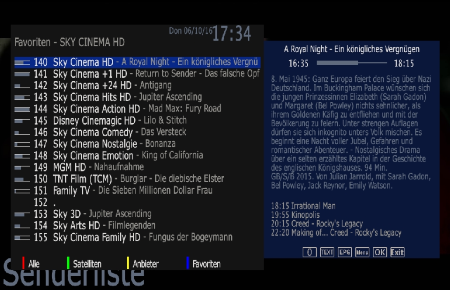 Don 06/10/16 17:34
Favoriten - SKY CINEMA HD
140 Sky Cinema HD - A Royal Night - Ein königliches Vergnü
141 Sky Cinema +1 HD - Return to Sender - Das falsche Opf
142 Sky Cinema +24 HD - Antigang
143 Sky Cinema Hits HD - Jupiter Ascending
144 Sky Cinema Action HD - Mad Max: Fury Road
145 Disney Cinemagic HD - Lilo & Stitch
146 Sky Cinema Comedy - Das Versteck
147 Sky Cinema Nostalgie - Bonanza
148 Sky Cinema Emotion - King of California
149 MGM HD - Nahaufnahme
150 TNT Film (TCM) - Burglar - Die diebische Elster
151 Family TV - Die Sieben Millionen Dollar Frau
152 .
153 Sky 3D - Jupiter Ascending
154 Sky Arts HD - Filmlegenden
155 Sky Cinema Family HD - Fungus der Bogeymann
Alle Satelliten Anbieter Favoriten
Senderliste
A Royal Night - Ein königliches Vergnügen
16:35 18:15
8. Mai 1945: Ganz Europa feiert den Sieg über Nazi
Deutschland. Im Buckingham Palace wünschen sich
die jungen Prinzessinnen Elizabeth (Sarah Gadon)
und Margaret (Bel Powley) nichts sehnlicher, als
ihrem Goldenen Käfig zu entfliehen und mit der
Bevölkerung zu feiern. Unter strengen Auflagen
dürfen sie sich inkognito unters Volk mischen. Es
beginnt eine Nacht voller Jubel, Gefahren und
romantischer Abenteuer. - Nostalgisches Drama
über ein selten erzähltes Kapitel in der Geschichte
des englischen Königshauses. 94 Min.
GB/S/B 2015. Von Julian Jarrold, mit Sarah Gadon,
Bel Powley, Jack Reynor, Emily Watson.
18:15 Irrational Man
19:55 Kinopolis
20:15 Creed - Rocky's Legacy
22:20 Making of... Creed - Rocky's Legacy
0 TEXT EPG Menu OK Exit